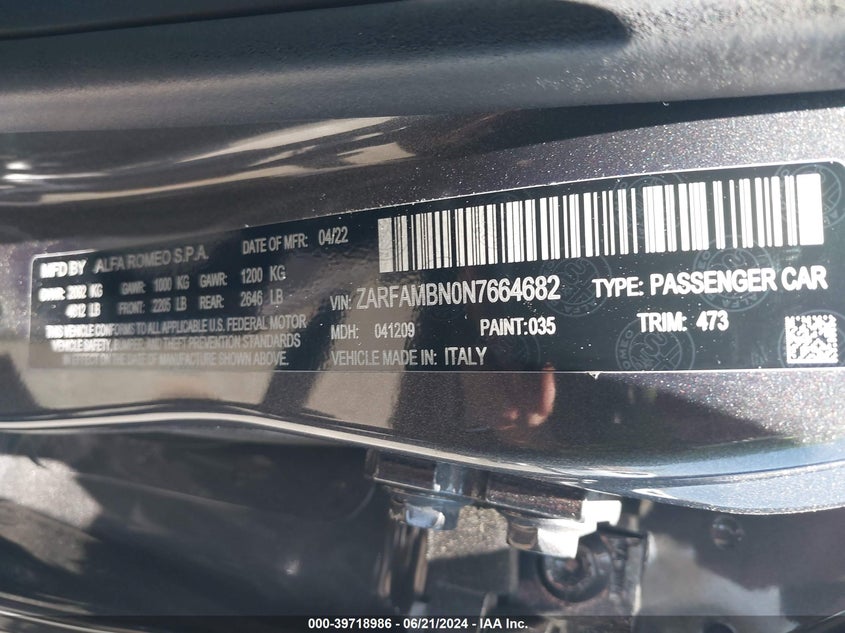 MFD BY ALFA ROMEO S.P.A. DATE OF MFR: 04/22
GVWR: KG GAWR: 1000 KG GAWR: 1200 KG
LB FRONT: 2205 LB REAR: 2646 LB
THIS VEHICLE CONFORMS TO ALL APPLICABLE U.S. FEDERAL MOTOR
VEHICLE SAFETY, BUMPER, AND THEFT PREVENTION STANDARDS
IN EFFECT ON THE DATE OF MANUFACTURE SHOWN ABOVE.
VIN: ZARFAMBN0N7664682 TYPE: PASSENGER CAR
MDH: 041209 PAINT:035 TRIM: 473
VEHICLE MADE IN: ITALY
000-39718986 - 06/21/2024 - IAA Inc.